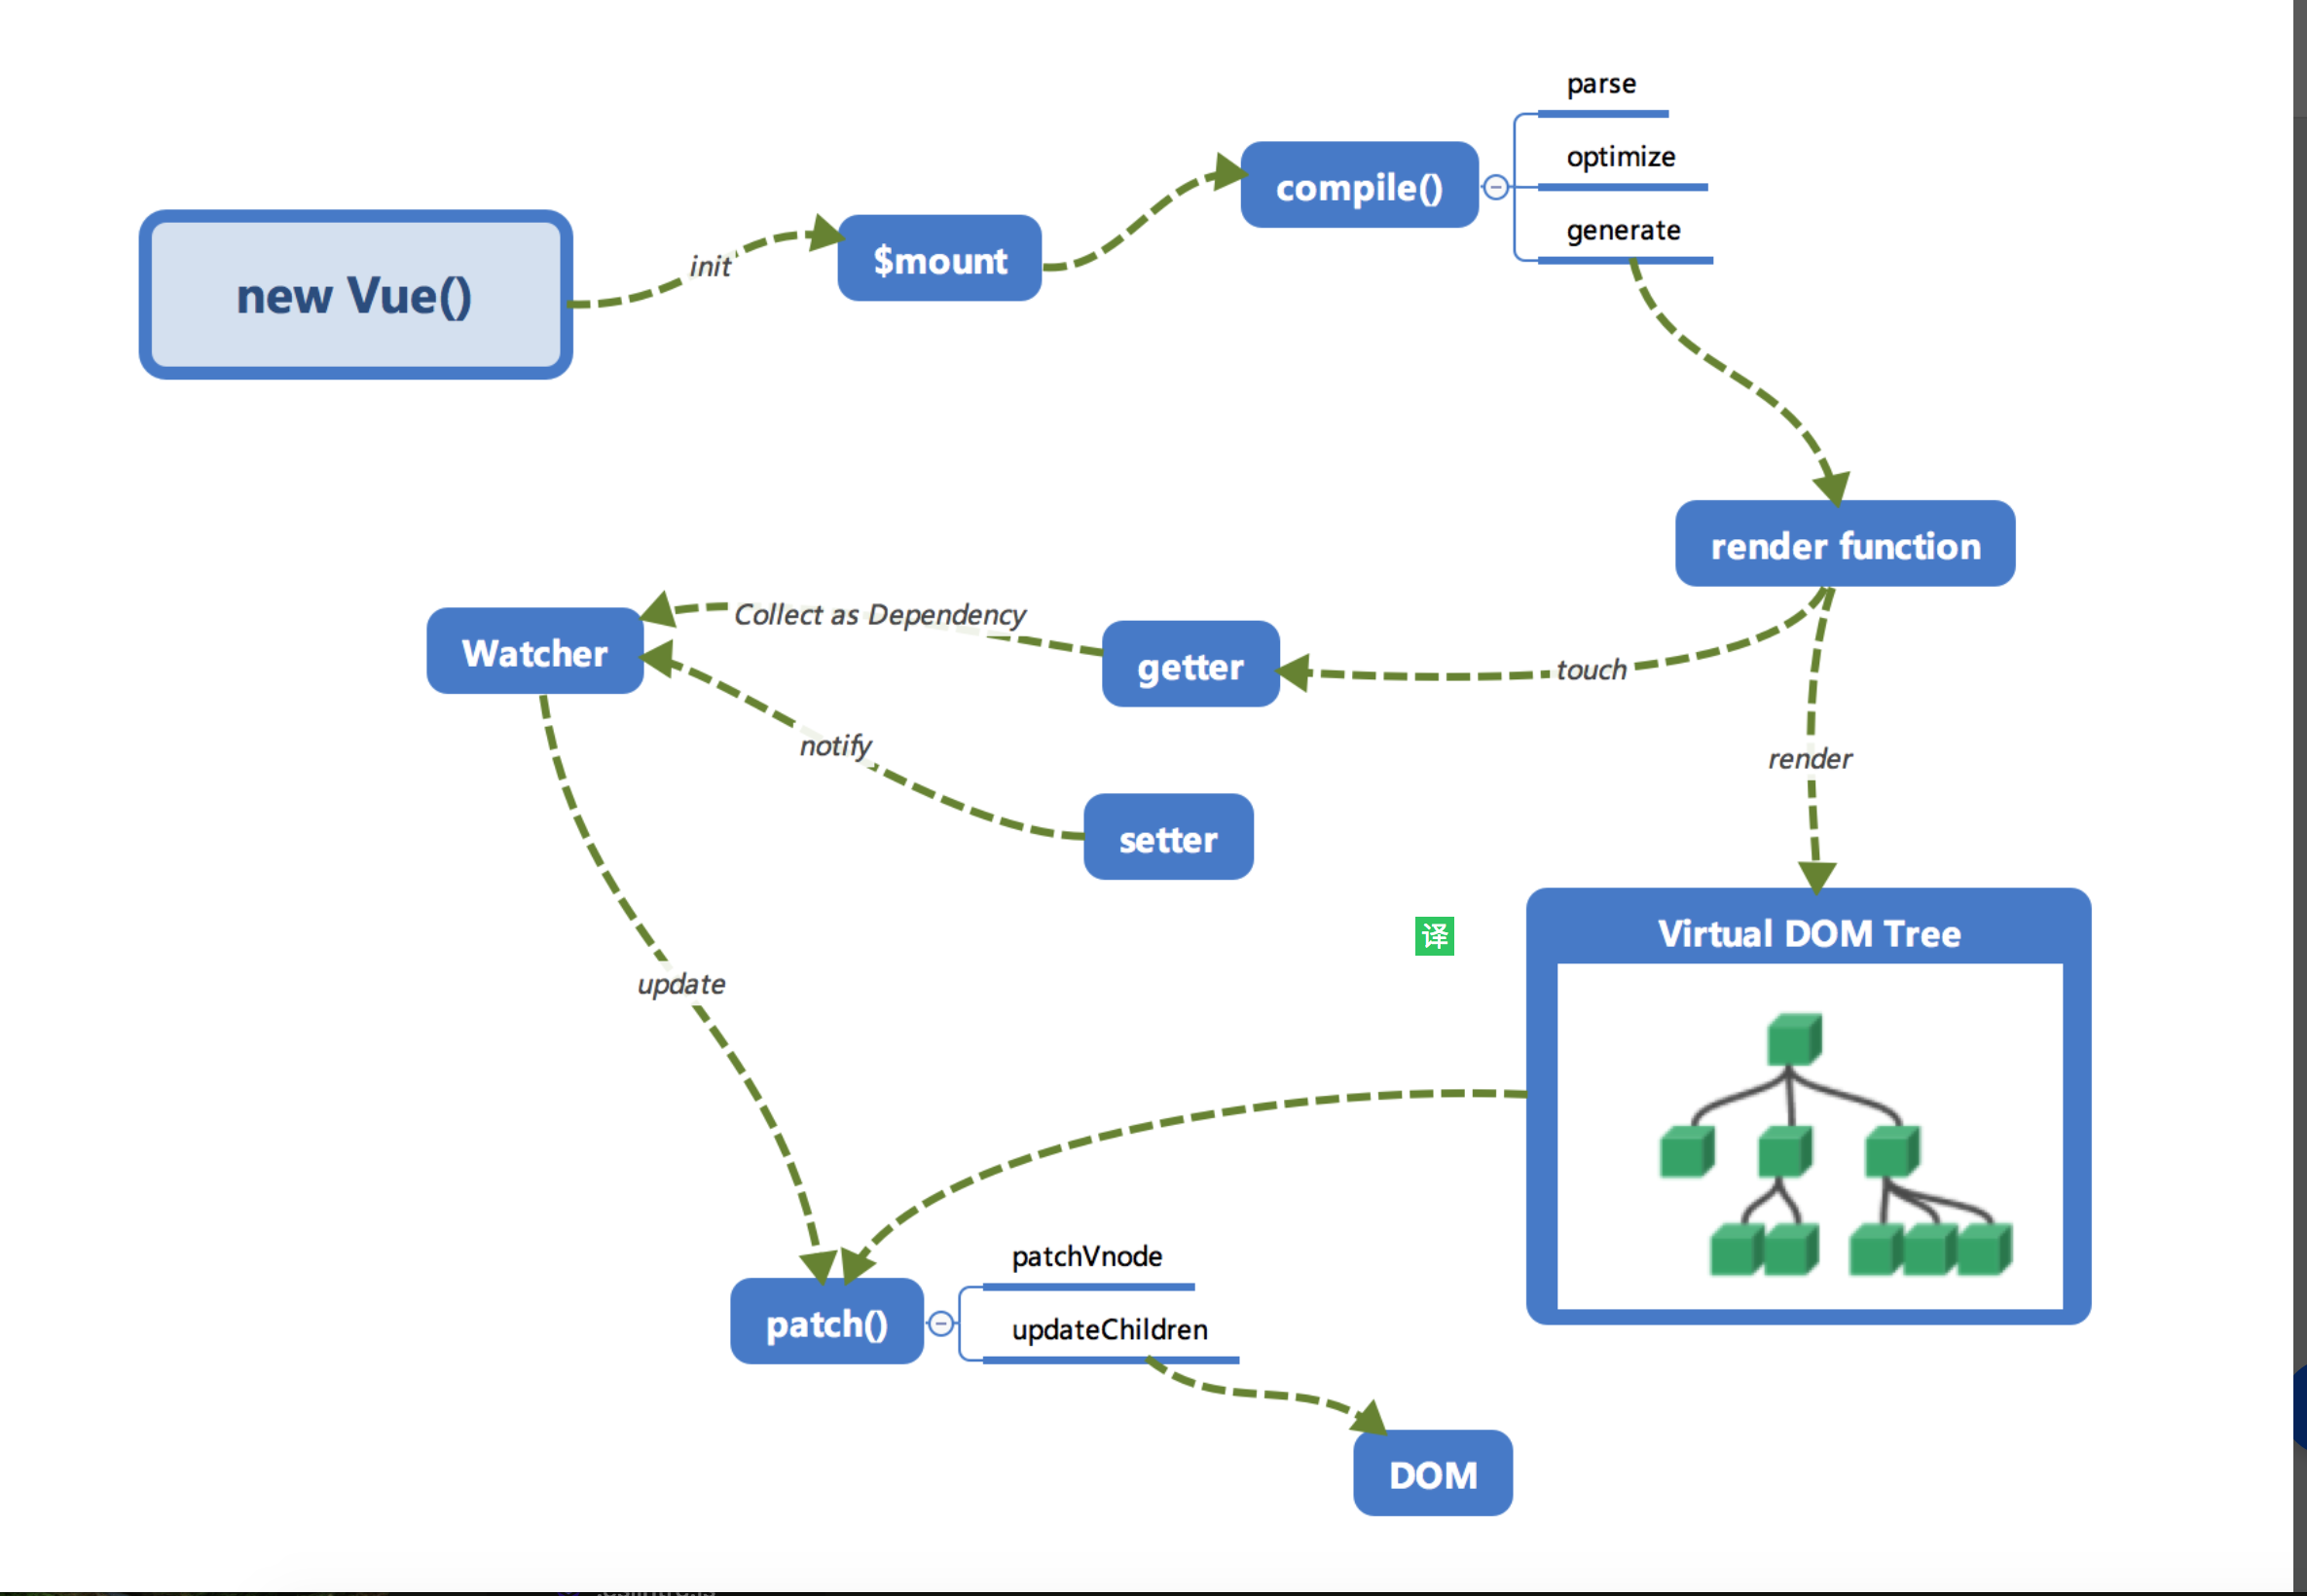 parse
optimize
compile()
generate
new Vue()
init
$mount
render function
Collect as Dependency
Watcher
getter
touch
notify
render
setter
译
Virtual DOM Tree
update
patchVnode
patch()
updateChildren
DOM